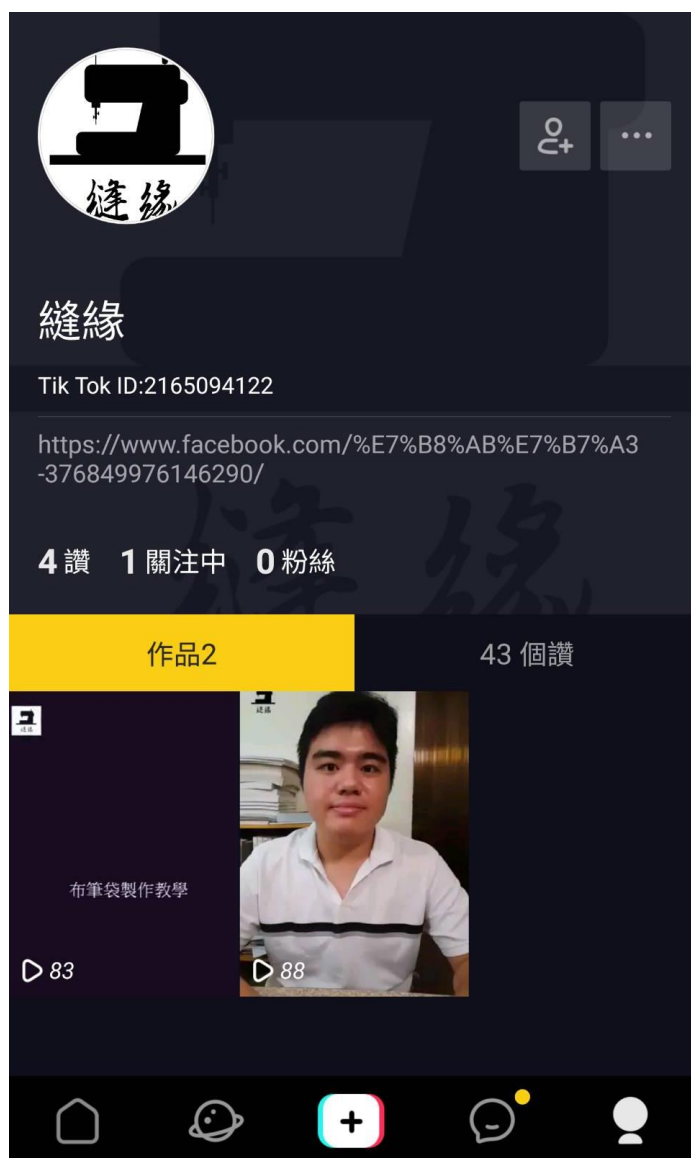 縫緣
縫緣
Tik Tok ID:2165094122
https://www.facebook.com/%E7%B8%AB%E7%B7%A3
-376849976146290/
縫緣
4 讚 1 關注中 0 粉絲
作品2 43 個讚
縫緣
縫緣
布筆袋製作教學
83 88